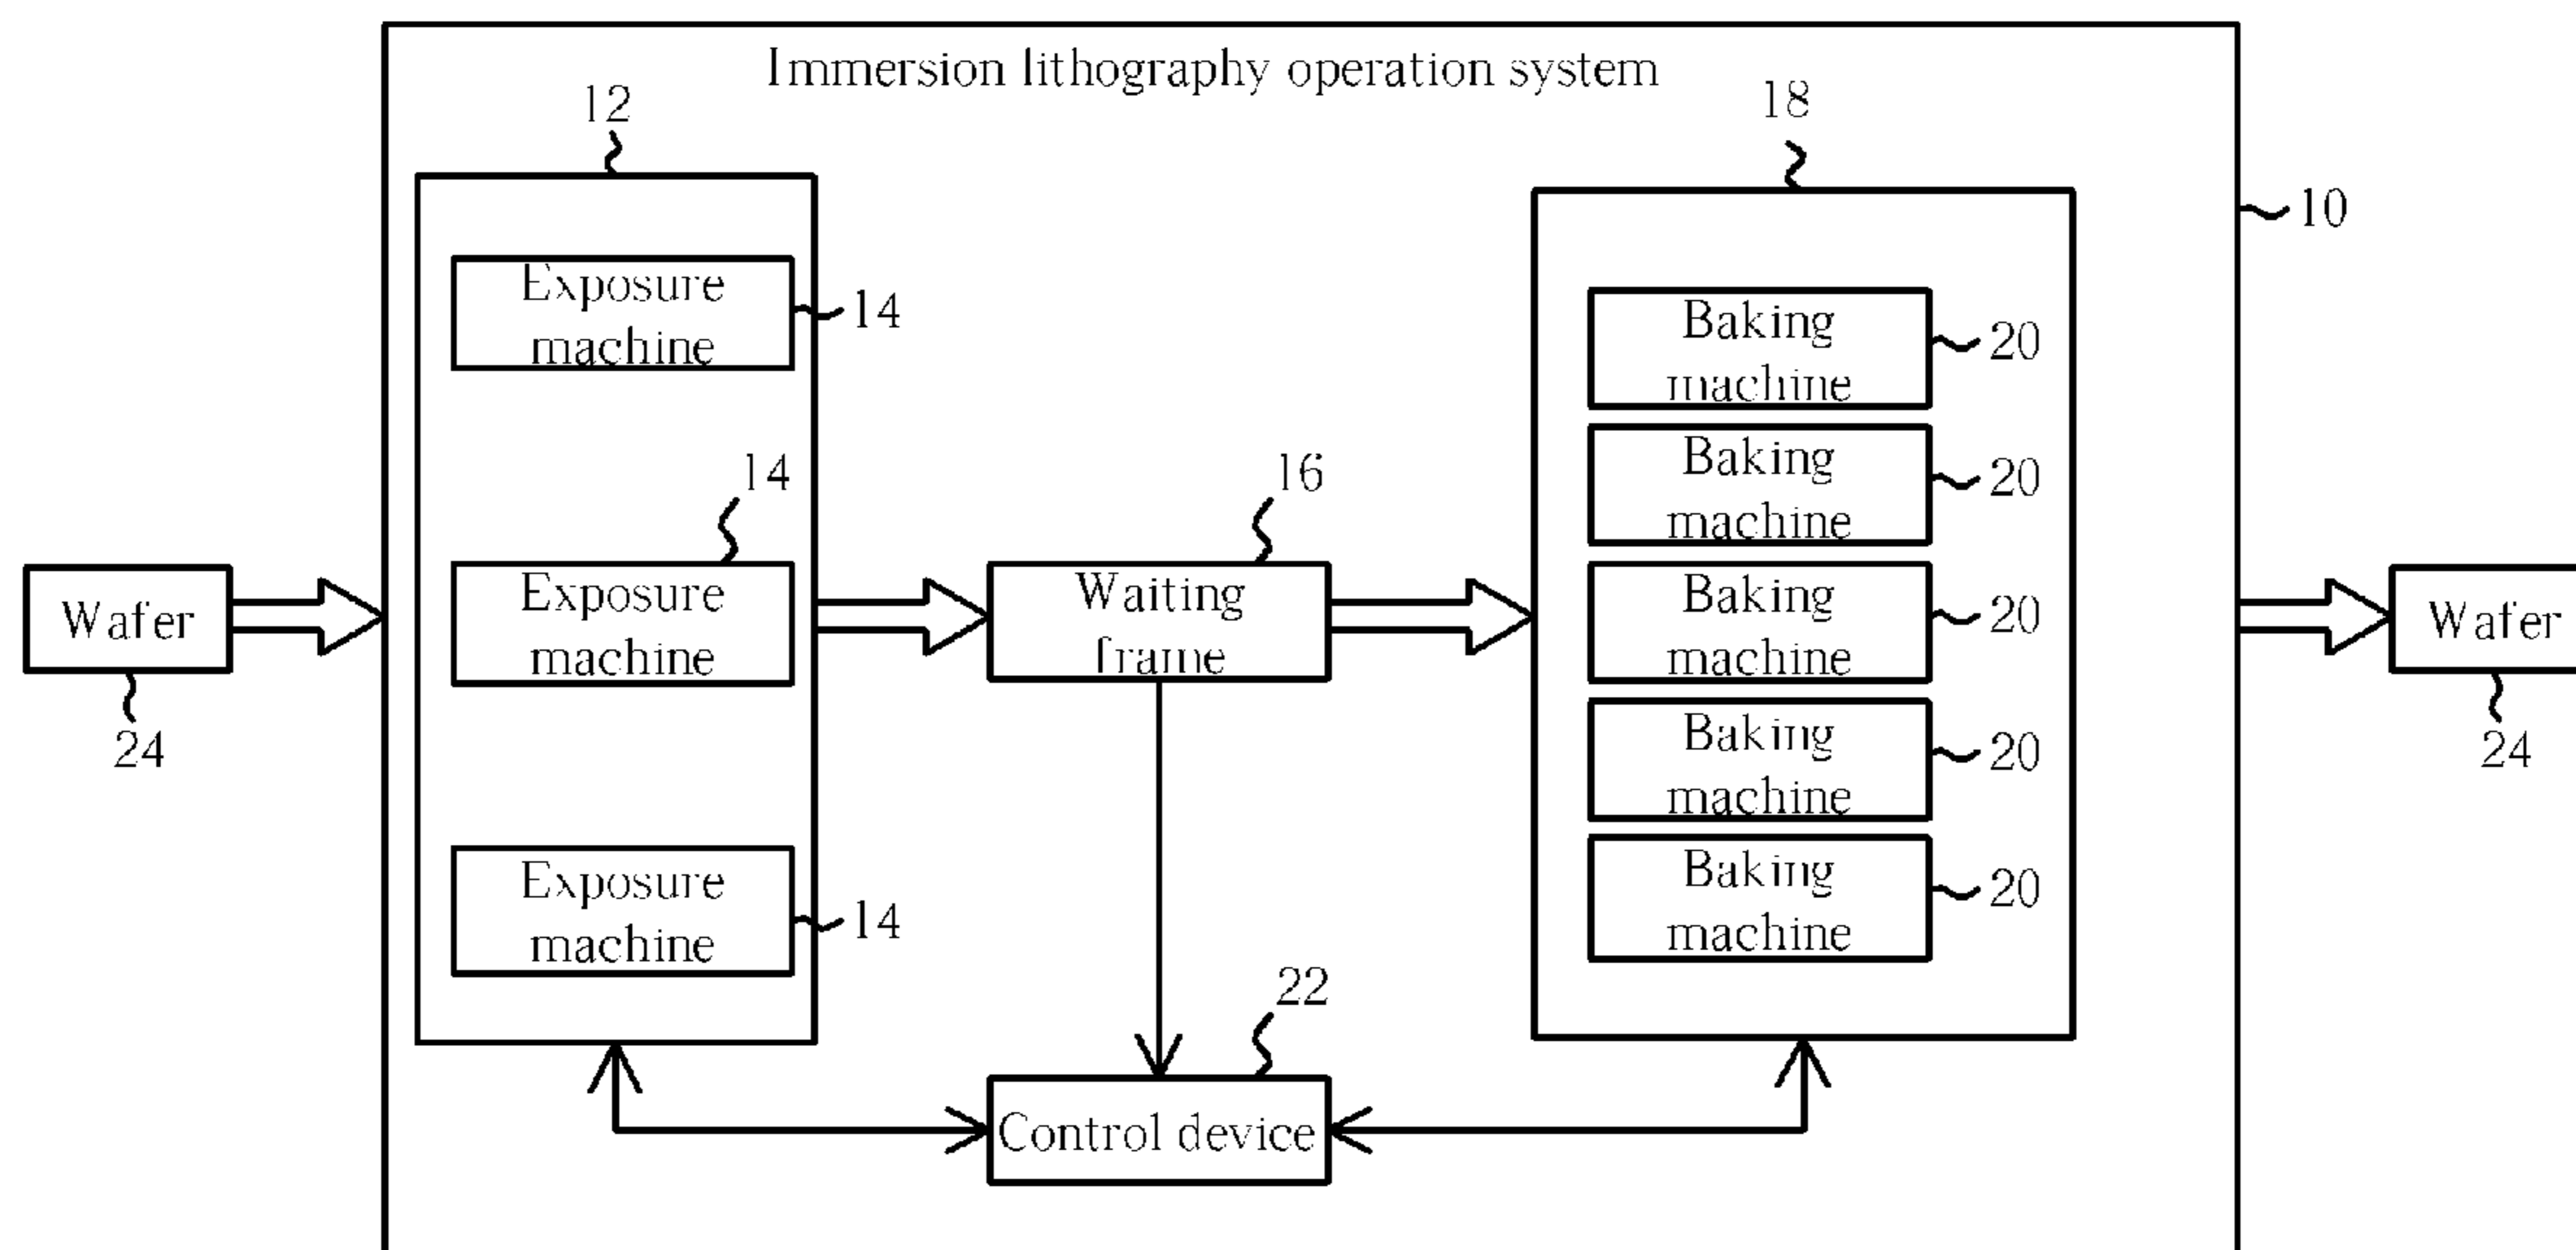 Immersion lithography operation system
12
18
10
Exposure
machine
14
Exposure
machine
14
Exposure
machine
14
Waiting
frame
16
Baking
machine
20
Baking
machine
20
Baking
machine
20
Baking
machine
20
Baking
machine
20
Wafer
24
Wafer
24
22
Control device